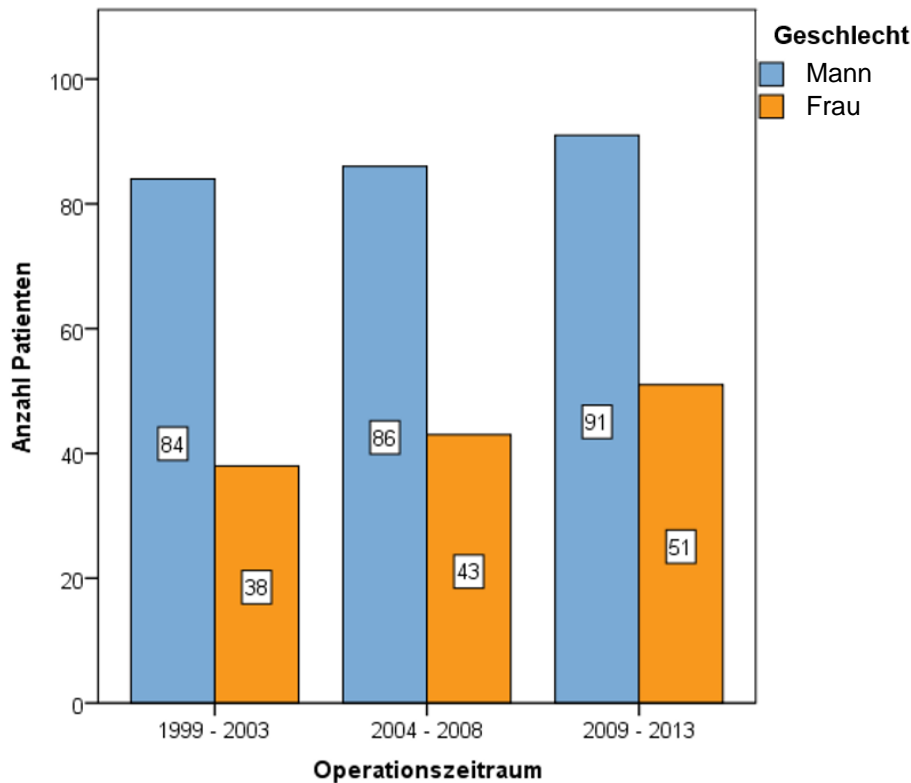 Geschlecht
Mann
Frau
Anzahl Patienten
100
80
60
40
20
0
84
38
86
43
91
51
1999 - 2003
2004 - 2008
2009 - 2013
Operationszeitraum